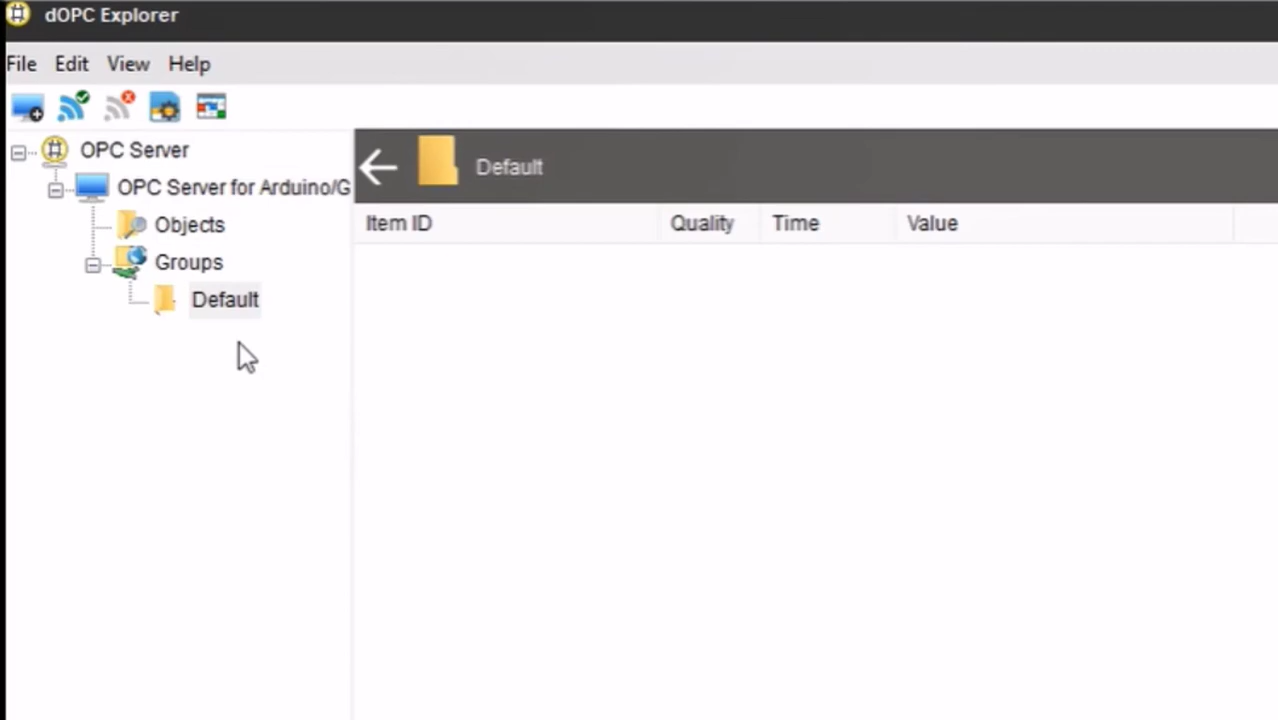 dOPC Explorer
File Edit View Help
OPC Server
OPC Server for Arduino/G
Objects
Groups
Default
Default
Item ID Quality Time Value